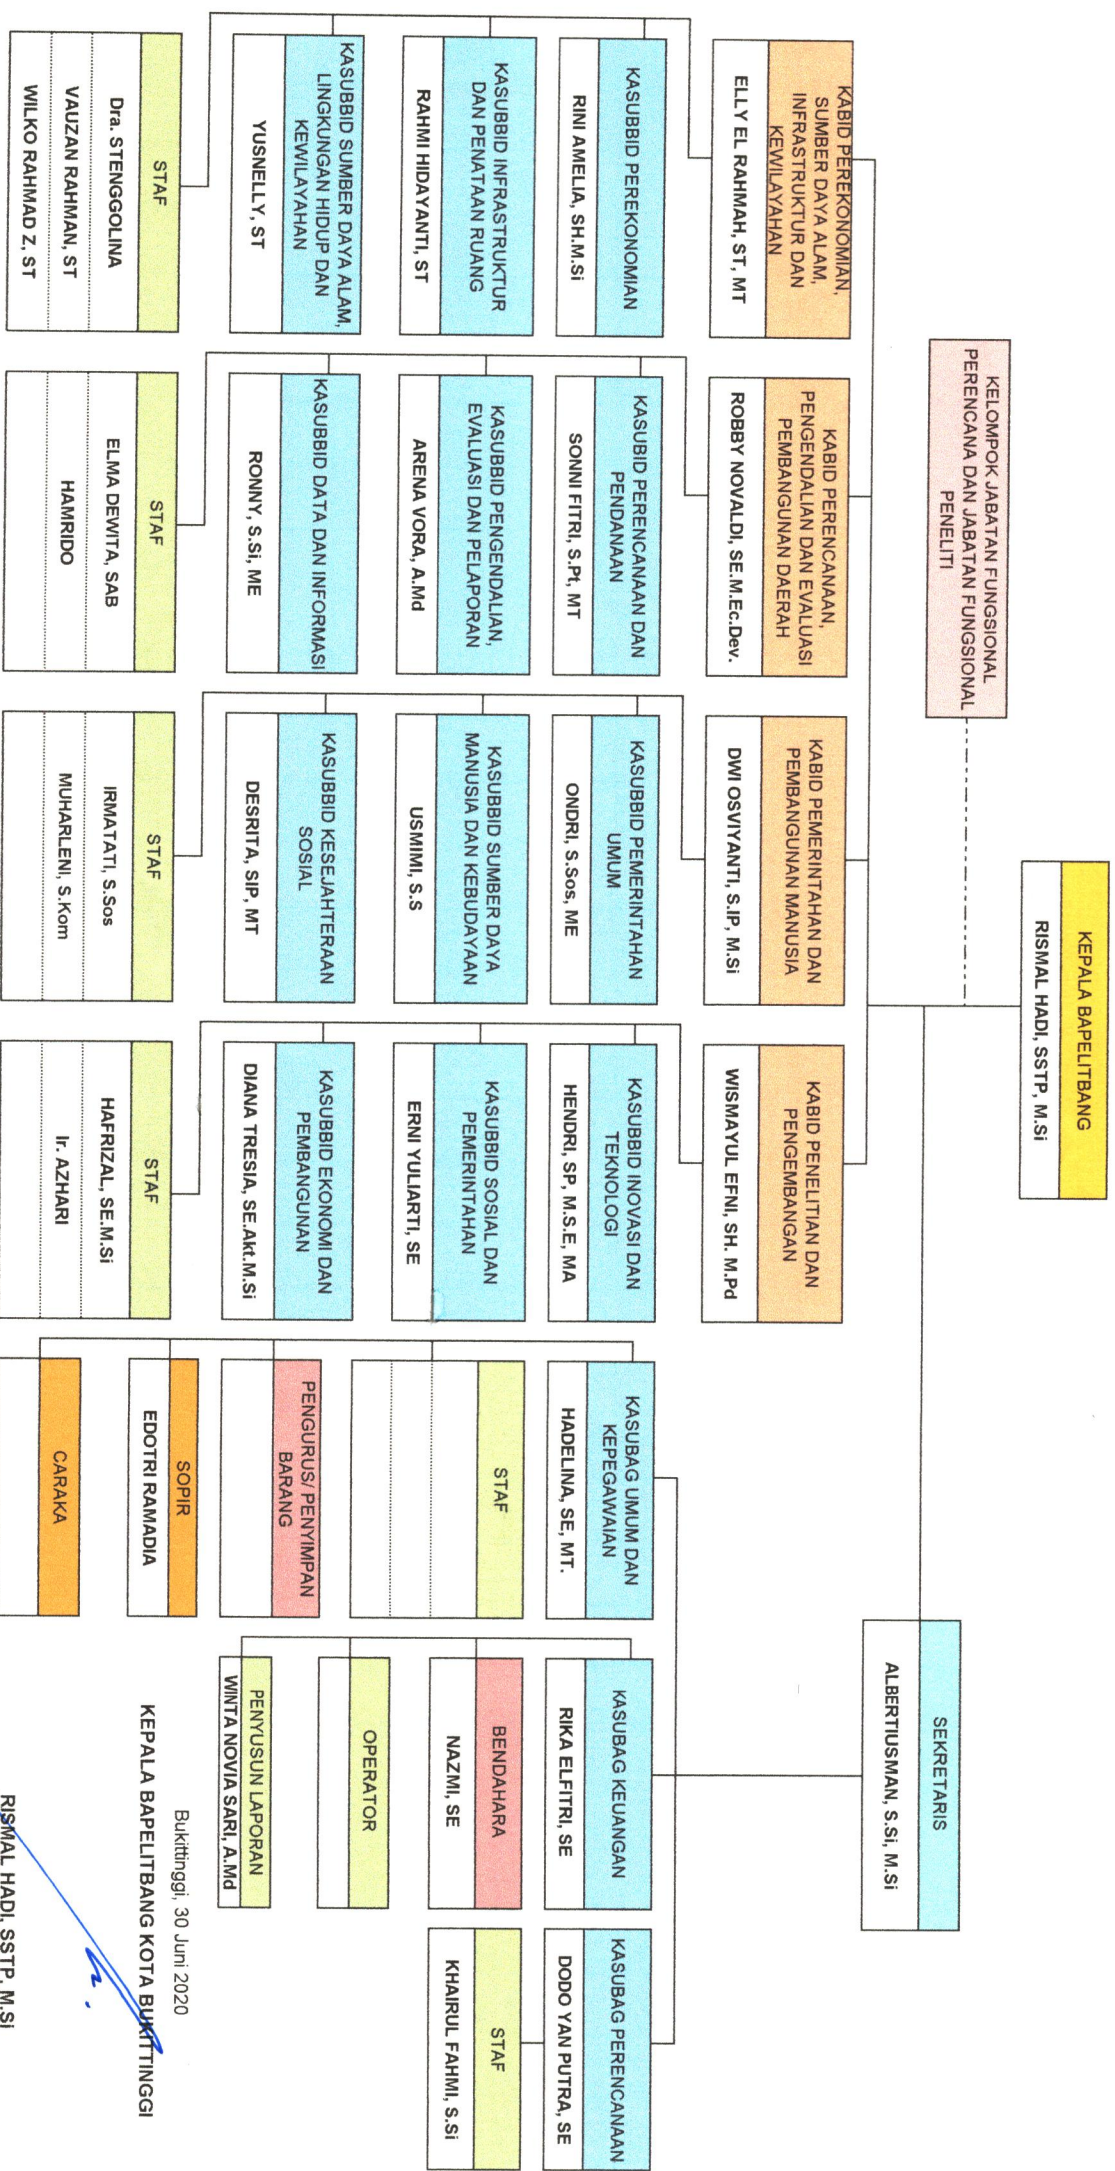 KEPALA BAPELITBANG
RISMAL HADI, SSTP, M.Si
KELOMPOK JABATAN FUNGSIONAL
PERENCANA DAN JABATAN FUNGSIONAL
PENELITI
SEKRETARIS
ALBERTIUSMAN, S.Si, M.Si
KABID PEREKONOMIAN,
SUMBER DAYA ALAM,
INFRASTRUKTUR DAN
KEWILAYAHAN
ELLY EL RAHMAH, ST, MT
KASUBBID PEREKONOMIAN
RINI AMELIA, SH.M.Si
KASUBBID INFRASTRUKTUR
DAN PENATAAN RUANG
RAHMI HIDAYANTI, ST
KASUBBID SUMBER DAYA ALAM,
LINGKUNGAN HIDUP DAN
KEWILAYAHAN
YUSNELLY, ST
STAF
Dra. STENGGOLINA
VAUZAN RAHMAN, ST
WILKO RAHMAD Z, ST
KABID PERENCANAAN,
PENGENDALIAN DAN EVALUASI
PEMBANGUNAN DAERAH
ROBBY NOVALDI, SE.M.Ec.Dev.
KASUBID PERENCANAAN DAN
PENDANAAN
SONNI FITRI, S.Pt, MT
KASUBBID PENGENDALIAN,
EVALUASI DAN PELAPORAN
ARENA VORA, A.Md
KASUBBID DATA DAN INFORMASI
RONNY, S.Si, ME
STAF
ELMA DEWITA, SAB
HAMRIDO
KABID PEMERINTAHAN DAN
PEMBANGUNAN MANUSIA
DWI OSVIYANTI, S.IP, M.Si
KASUBBID PEMERINTAHAN
UMUM
ONDRI, S.Sos, ME
KASUBBID SUMBER DAYA
MANUSIA DAN KEBUDAYAAN
USMIMI, S.S
KASUBBID KESEJAHTERAAN
SOSIAL
DESRITA, SIP, MT
STAF
IRMATATI, S.Sos
MUHARLENI, S.Kom
KABID PENELITIAN DAN
PENGEMBANGAN
WISMAYUL EFNI, SH. M.Pd
KASUBBID INOVASI DAN
TEKNOLOGI
HENDRI, SP, M.S.E, MA
KASUBBID SOSIAL DAN
PEMERINTAHAN
ERNI YULIARTI, SE
KASUBBID EKONOMI DAN
PEMBANGUNAN
DIANA TRESIA, SE.Akt.M.Si
STAF
HAFRIZAL, SE.M.Si
Ir. AZHARI
KASUBAG UMUM DAN
KEPEGAWAIAN
HADELINA, SE, MT.
STAF
PENGURUS/ PENYIMPAN
BARANG
SOPIR
EDOTRI RAMADIA
CARAKA
KASUBAG KEUANGAN
RIKA ELFITRI, SE
BENDAHARA
NAZMI, SE
OPERATOR
PENYUSUN LAPORAN
WINTA NOVIA SARI, A.Md
KASUBAG PERENCANAAN
DODO YAN PUTRA, SE
STAF
KHAIRUL FAHMI, S.Si
Bukittinggi, 30 Juni 2020
KEPALA BAPELITBANG KOTA BUKITTINGGI
RISMAL HADI, SSTP, M.Si